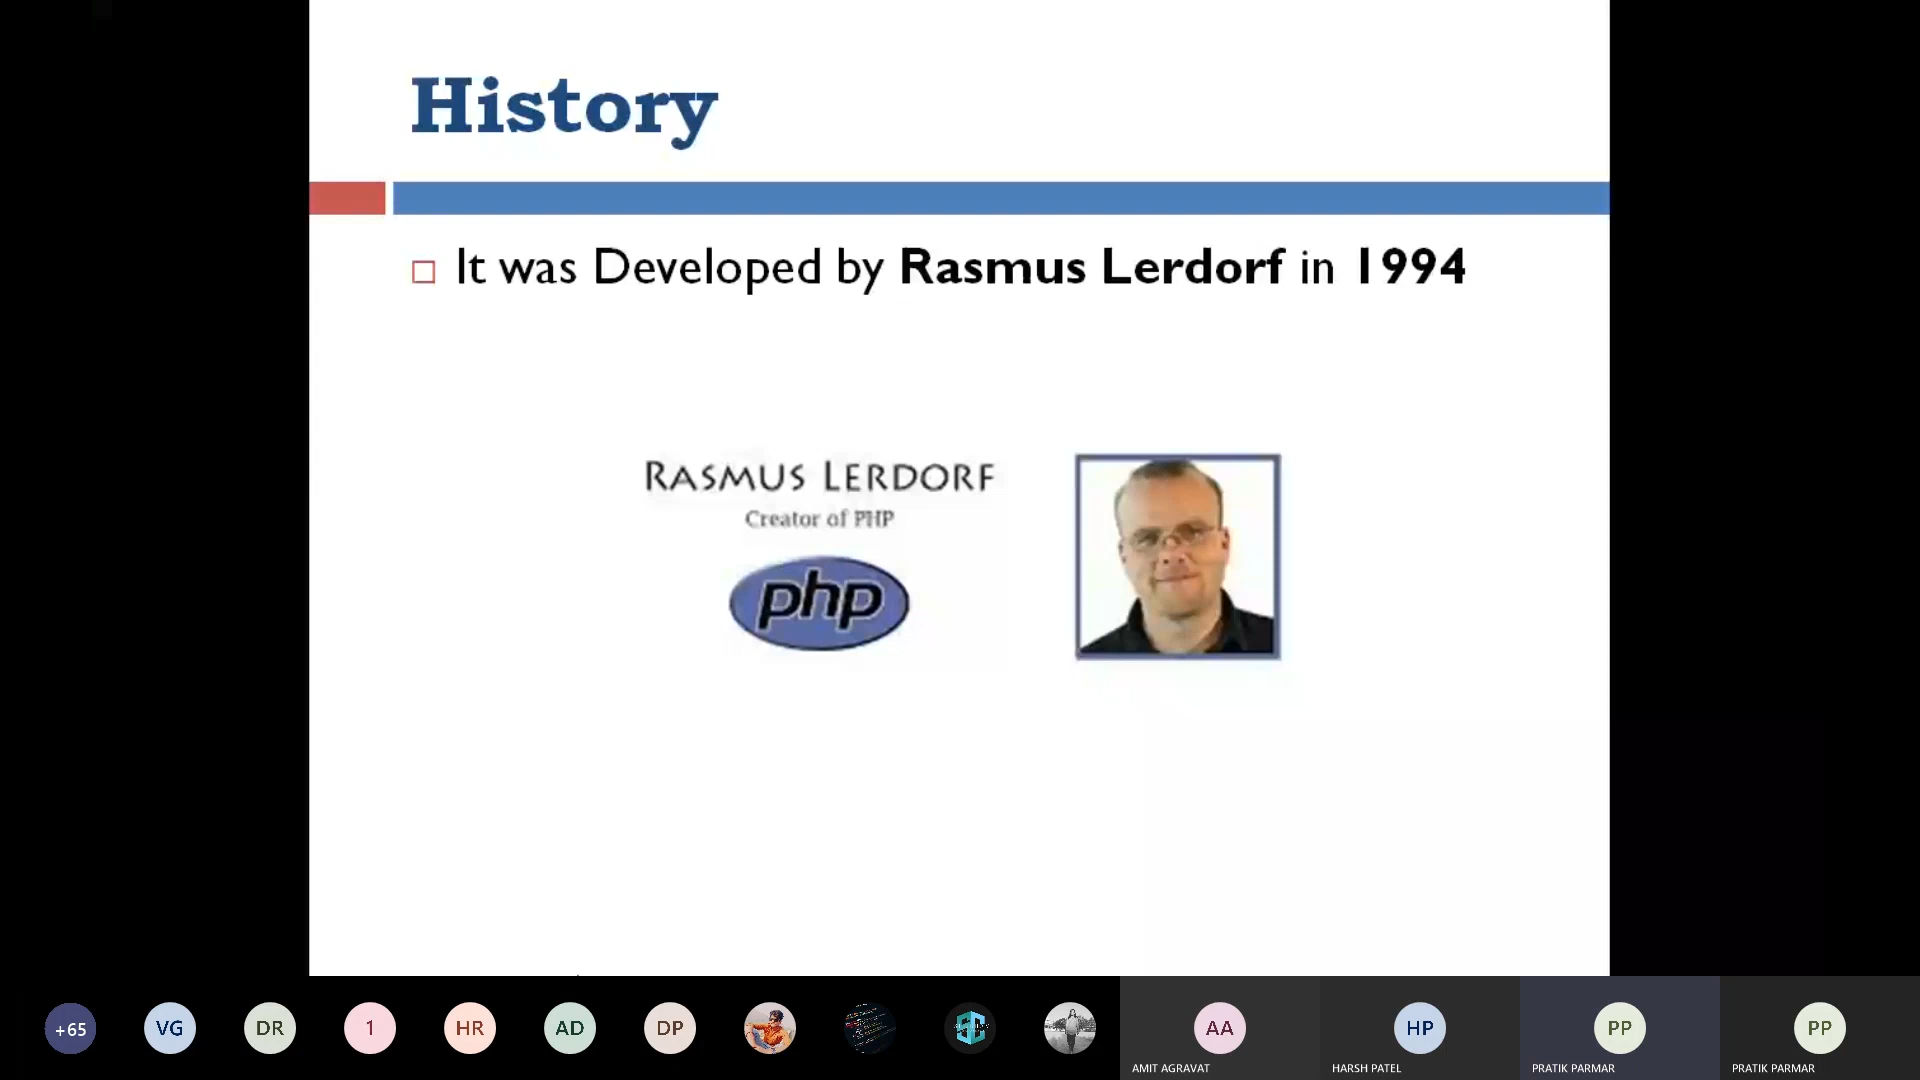 History
It was Developed by Rasmus Lerdorf in 1994
RASMUS LERDORF
Creator of PHP
php
+65
VG
DR
1
HR
AD
DP
AA
HP
PP
PP
AMIT AGRAVAT
HARSH PATEL
PRATIK PARMAR
PRATIK PARMAR